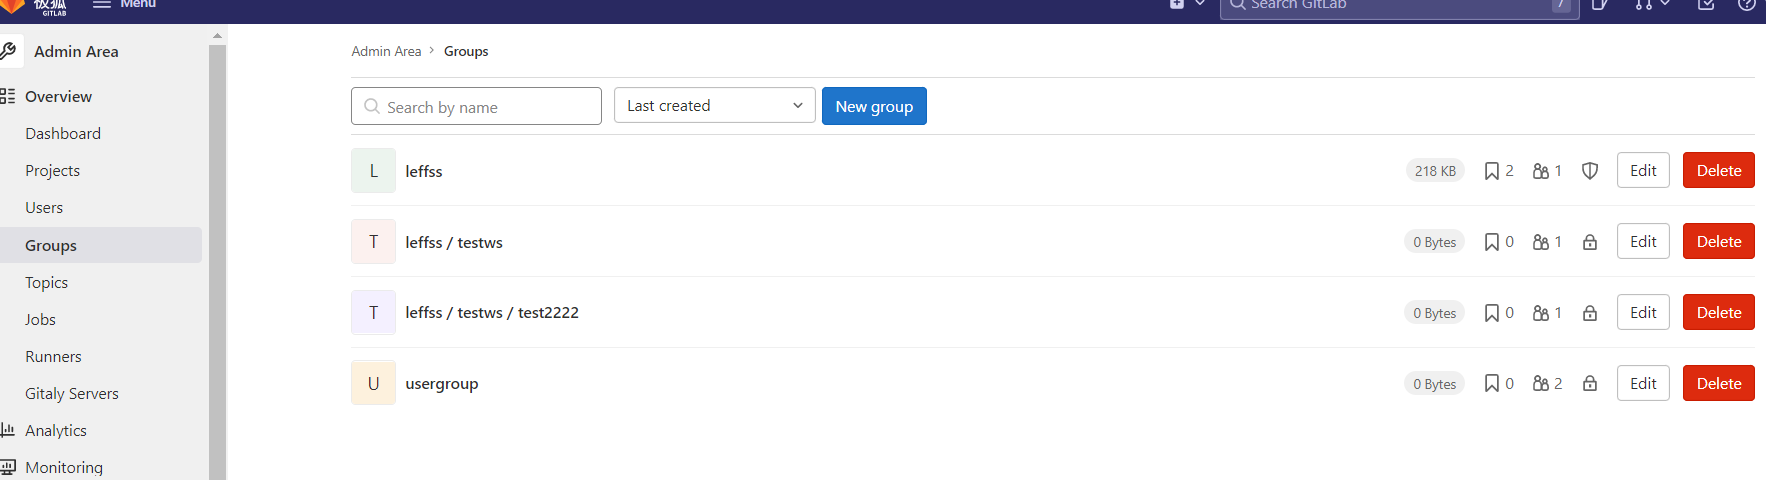 极狐
GITLAB
Menu
Search GitLab
/
Admin Area
Overview
Dashboard
Projects
Users
Groups
Topics
Jobs
Runners
Gitaly Servers
Analytics
Monitoring
Admin Area > Groups
Search by name
Last created
New group
L leffss 218 KB 2 1 Edit Delete
T leffss / testws 0 Bytes 0 1 Edit Delete
T leffss / testws / test2222 0 Bytes 0 1 Edit Delete
U usergroup 0 Bytes 0 2 Edit Delete